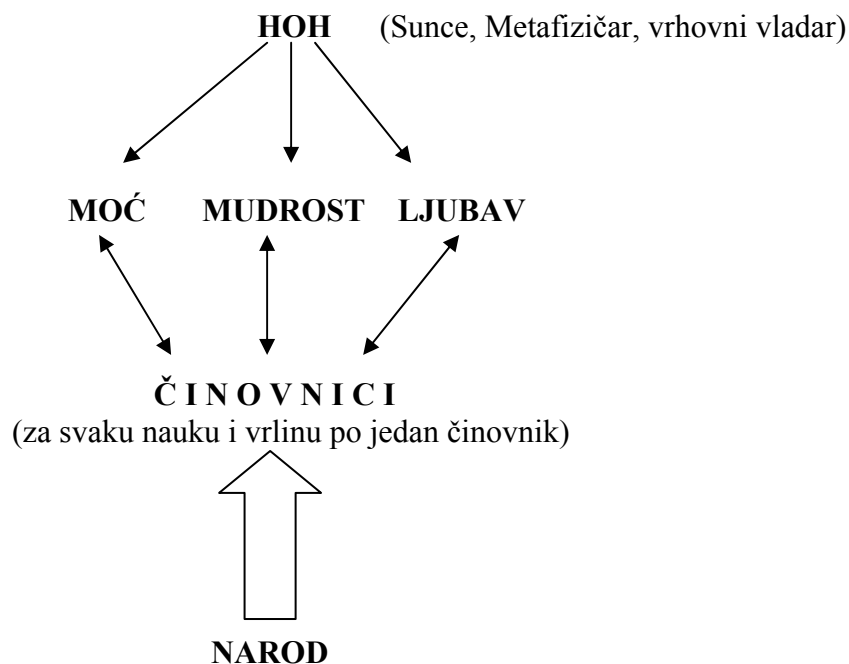 HOH (Sunce, Metafizičar, vrhovni vladar)
MOĆ MUDROST LJUBAV
Č I N O V N I C I
(za svaku nauku i vrlinu po jedan činovnik)
NAROD